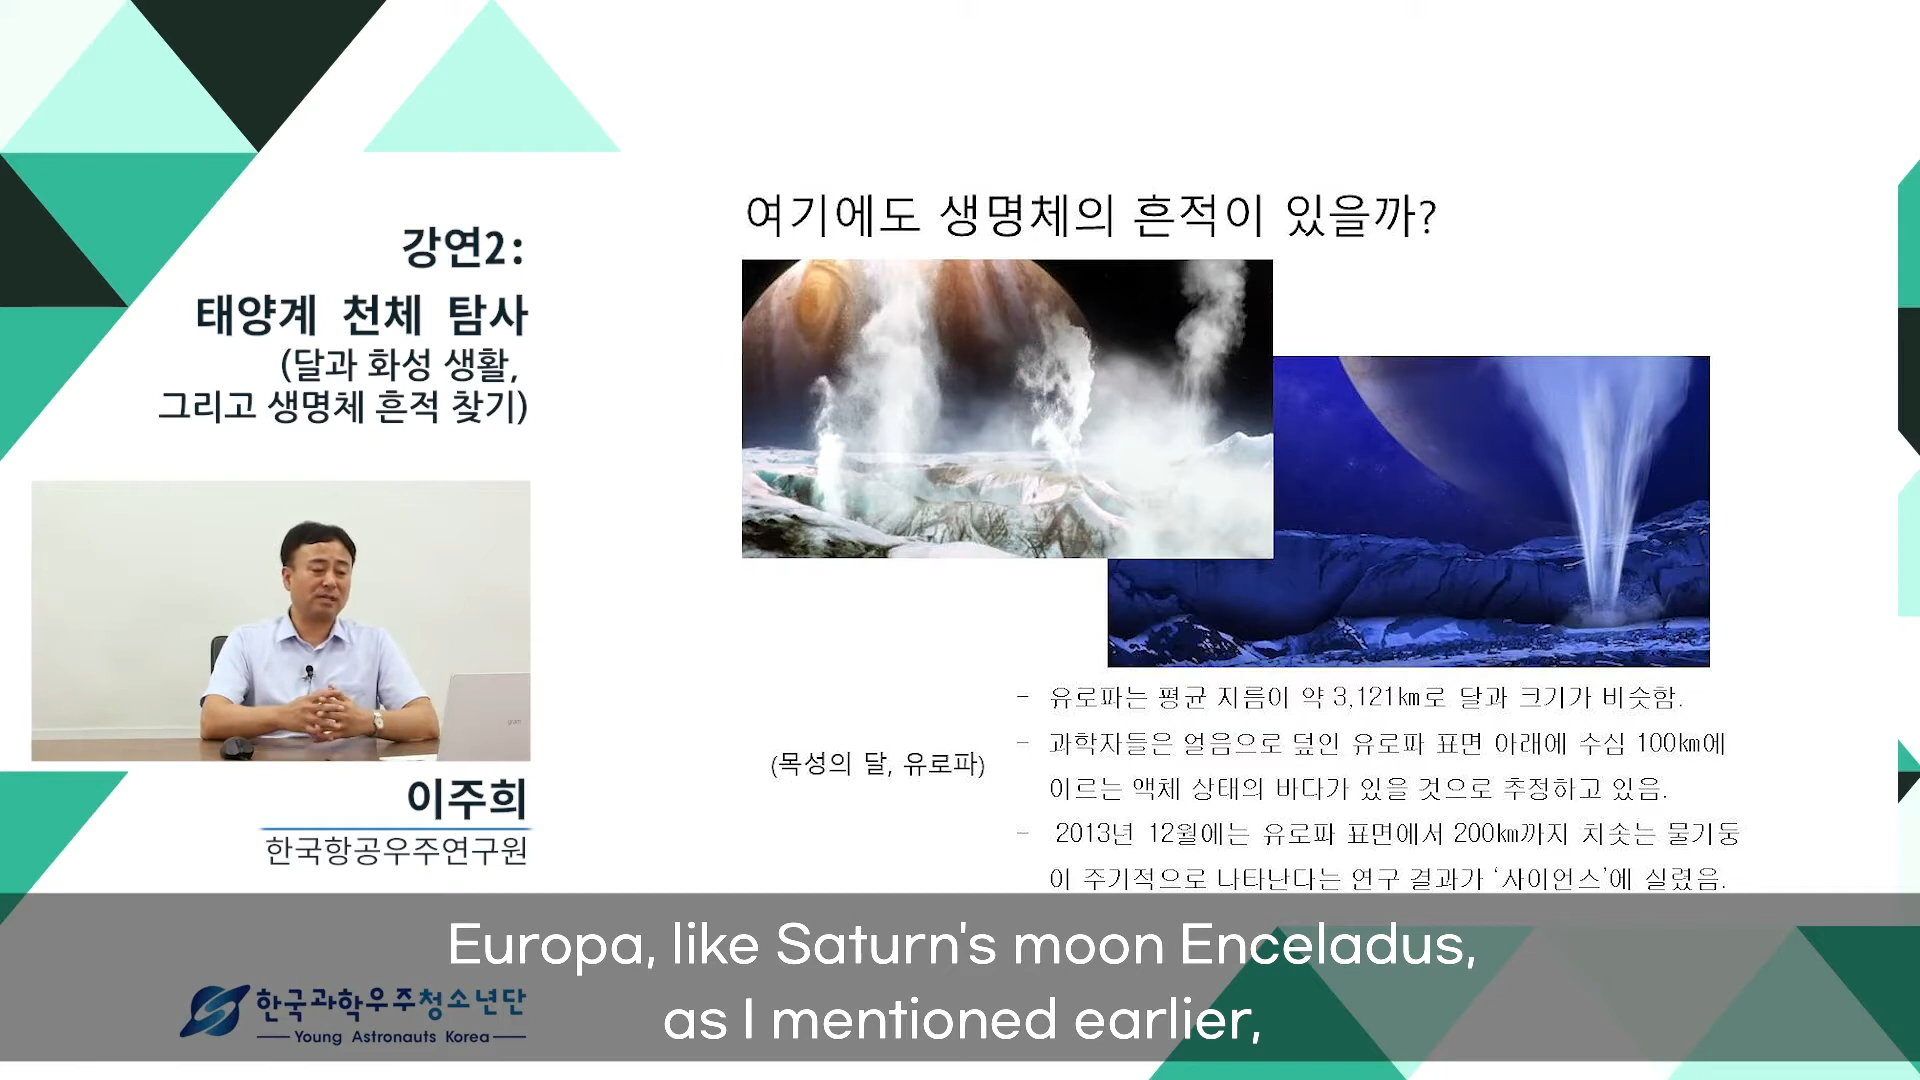 강연2:
태양계 천체 탐사
(달과 화성 생활,
그리고 생명체 흔적 찾기)
이주희
한국항공우주연구원
여기에도 생명체의 흔적이 있을까?
(목성의 달, 유로파)
- 유로파는 평균 지름이 약 3,121km로 달과 크기가 비슷함.
- 과학자들은 얼음으로 덮인 유로파 표면 아래에 수심 100km에
이르는 액체 상태의 바다가 있을 것으로 추정하고 있음.
- 2013년 12월에는 유로파 표면에서 200km까지 치솟는 물기둥
이 주기적으로 나타난다는 연구 결과가 ‘사이언스’에 실렸음.
Europa, like Saturn's moon Enceladus,
as I mentioned earlier,
한국과학우주청소년단
Young Astronauts Korea
gram